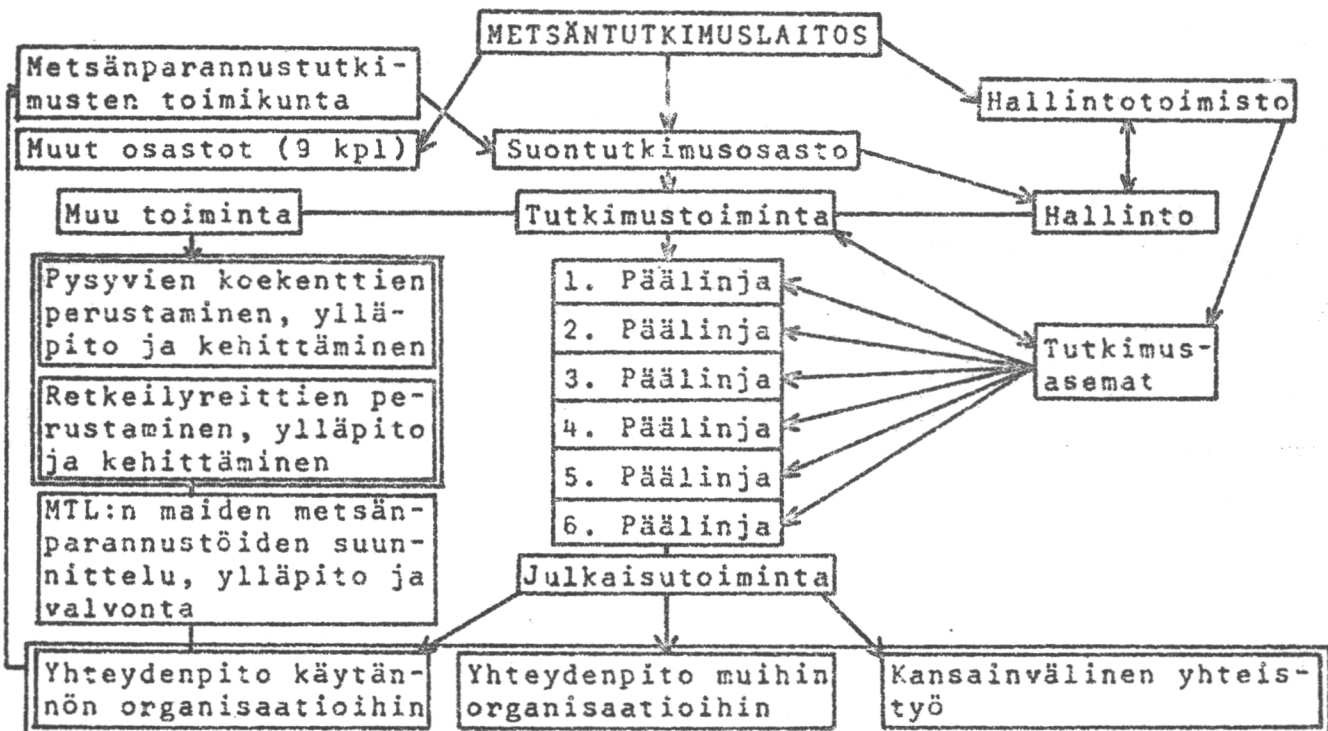 METSÄNTUTKIMUSLAITOS
Metsänparannustutki-
musten toimikunta
Hallintotoimisto
Muut osastot (9 kpl)
Suontutkimusosasto
Muu toiminta
Tutkimustoiminta
Hallinto
Pysyvien koekenttien
perustaminen, yllä-
pito ja kehittäminen
Retkeilyreittien pe-
rustaminen, ylläpito
ja kehittäminen
MTL:n maiden metsän-
parannustöiden suun-
nittelu, ylläpito ja
valvonta
1. Päälinja
2. Päälinja
3. Päälinja
4. Päälinja
5. Päälinja
6. Päälinja
Tutkimus-
asemat
Julkaisutoiminta
Yhteydenpito käytän-
nön organisaatioihin
Yhteydenpito muihin
organisaatioihin
Kansainvälinen yhteis-
työ